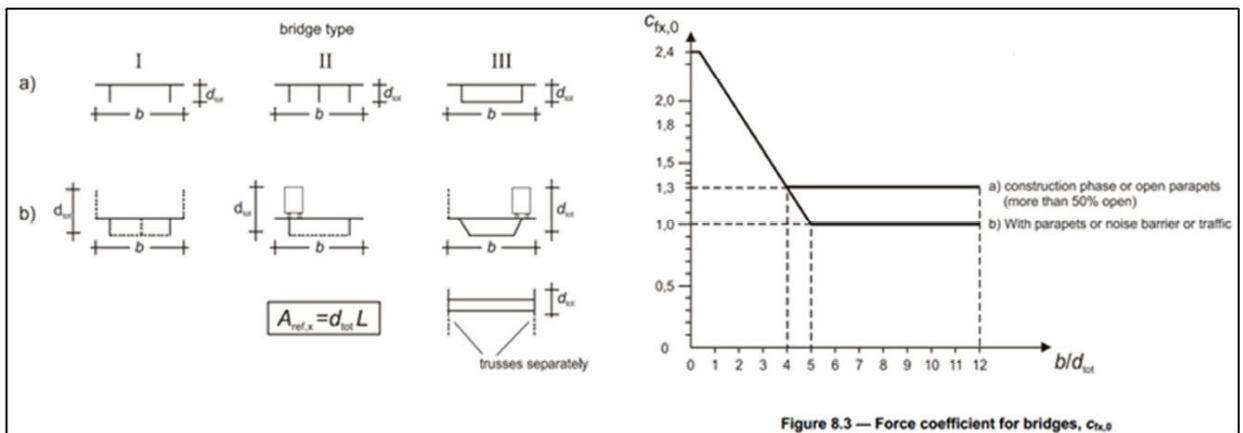 bridge type
I II III
a) d_tot d_tot d_tot
b b b
b) d_tot d_tot d_tot
b b b
A_ref,x = d_tot L
d_tot
trusses separately
c_fx,0
2,4
2,0
1,8
1,5
1,3
1,0
0,5
0
0 1 2 3 4 5 6 7 8 9 10 11 12
b/d_tot
a) construction phase or open parapets
(more than 50% open)
b) With parapets or noise barrier or traffic
Figure 8.3 — Force coefficient for bridges, c_fx,0